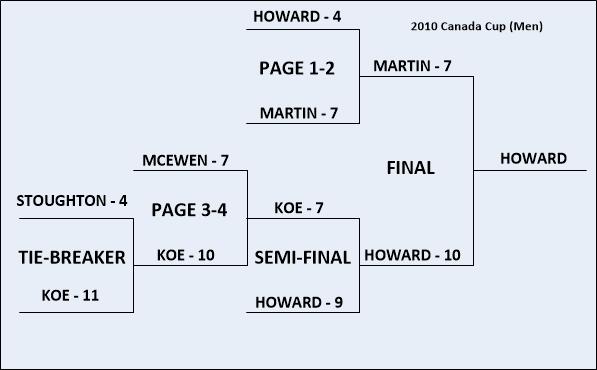 HOWARD - 4
2010 Canada Cup (Men)
PAGE 1-2
MARTIN - 7
MARTIN - 7
MCEWEN - 7
FINAL
HOWARD
STOUGHTON - 4
PAGE 3-4
KOE - 7
TIE-BREAKER
KOE - 10
SEMI-FINAL
HOWARD - 10
KOE - 11
HOWARD - 9